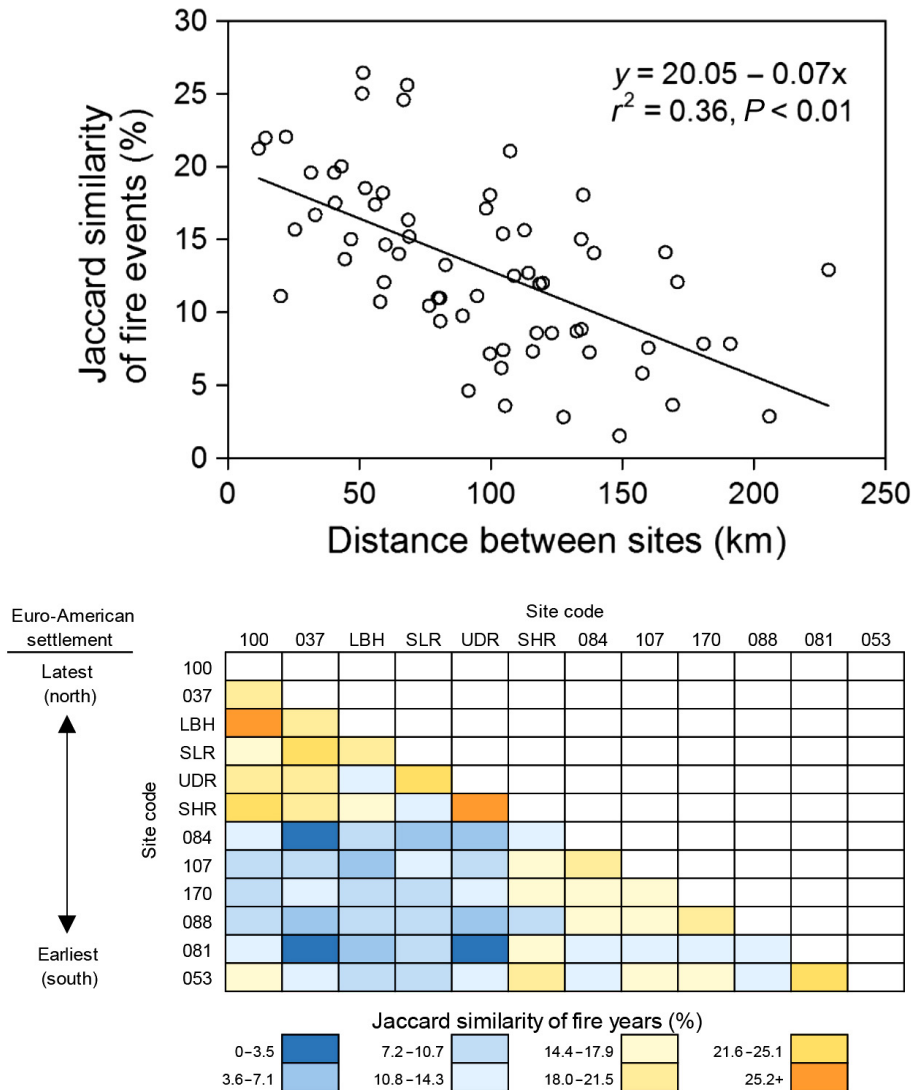 30
25
20
15
10
5
0
Jaccard similarity
of fire events (%)
y = 20.05 – 0.07x
r² = 0.36, P < 0.01
0 50 100 150 200 250
Distance between sites (km)
Euro-American
settlement
Site code
100 037 LBH SLR UDR SHR 084 107 170 088 081 053
Latest
(north)
Earliest
(south)
Site code
100
037
LBH
SLR
UDR
SHR
084
107
170
088
081
053
Jaccard similarity of fire years (%)
0–3.5 7.2–10.7 14.4–17.9 21.6–25.1
3.6–7.1 10.8–14.3 18.0–21.5 25.2+